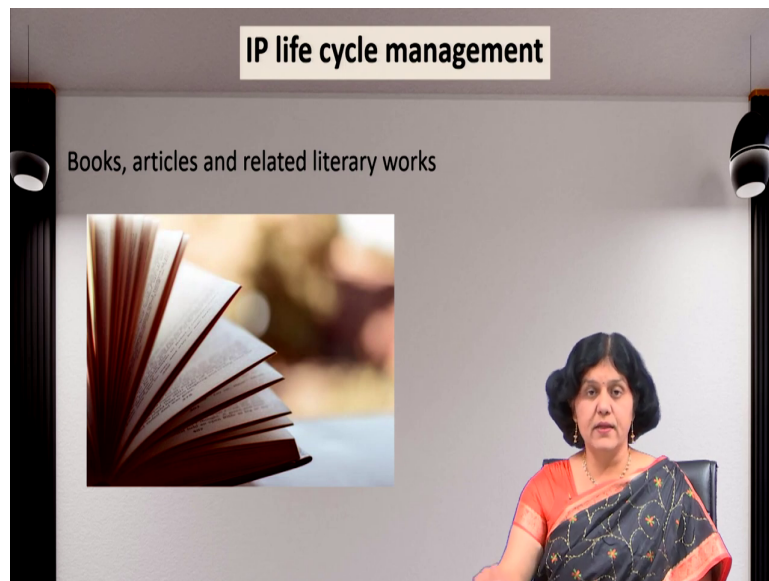 IP life cycle management
Books, articles and related literary works